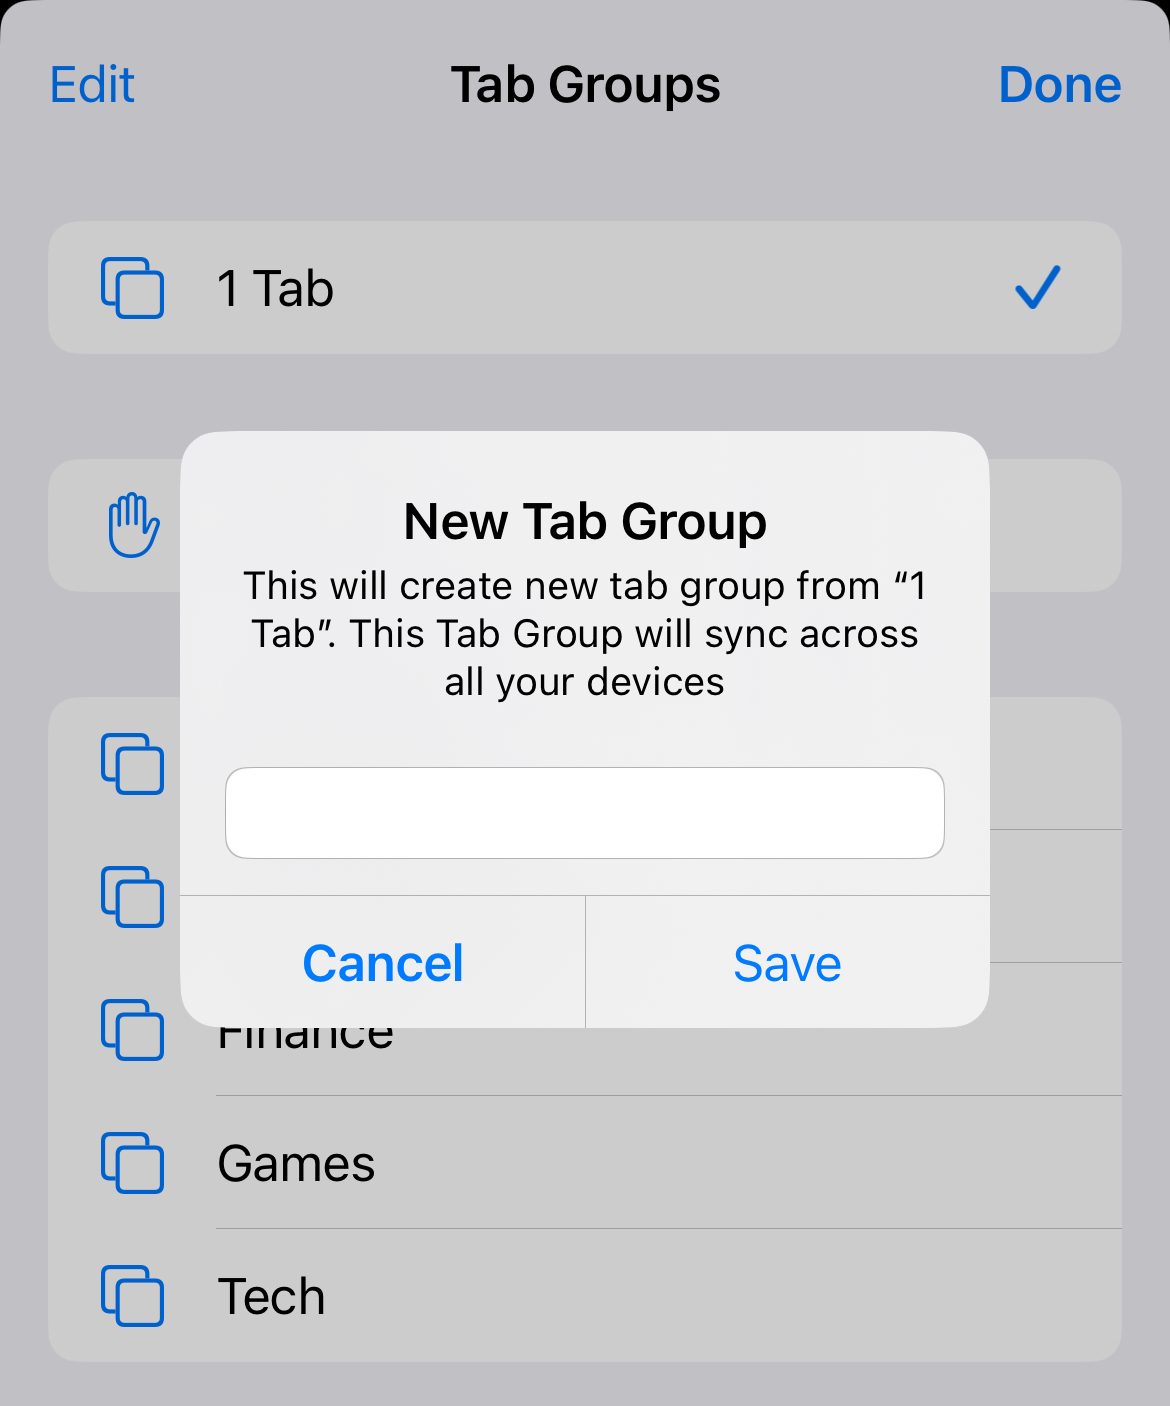 Edit
Tab Groups
Done
1 Tab
New Tab Group
This will create new tab group from “1
Tab”. This Tab Group will sync across
all your devices
Cancel
Save
Finance
Games
Tech